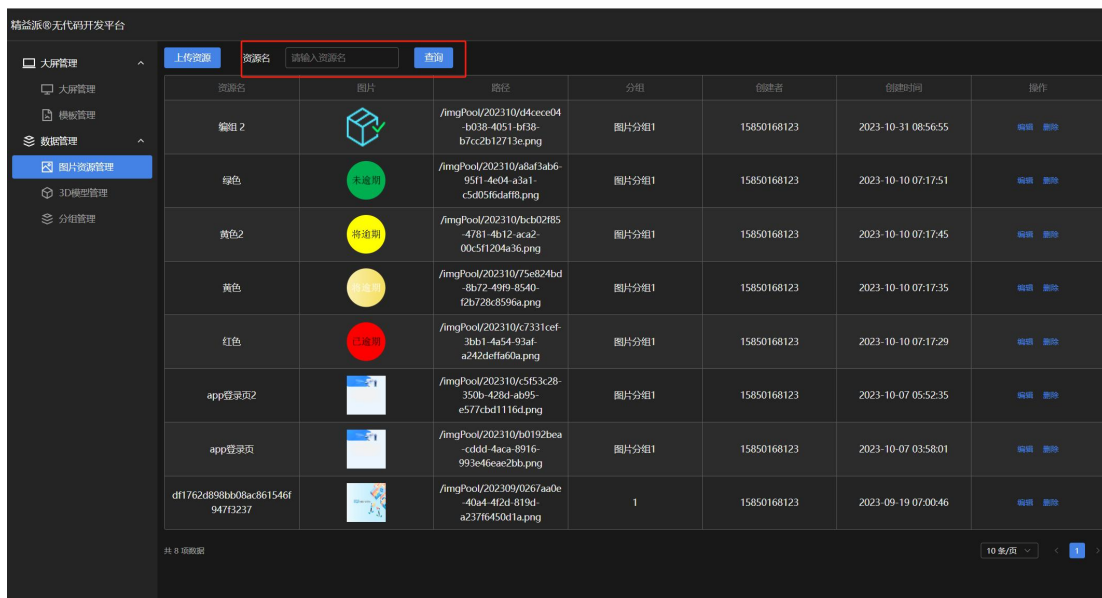 精益派®无代码开发平台
大屏管理
大屏管理
模板管理
数据管理
图片资源管理
3D模型管理
分组管理
上传资源 资源名 请输入资源名 查询
资源名 图片 路径 分组 创建者 创建时间 操作
/imgPool/202310/d4cece04
编组 2 -b038-4051-bf38- 图片分组1 15850168123 2023-10-31 08:56:55 编辑 删除
b7cc2b12713e.png
/imgPool/202310/a8af3ab6-
绿色 未逾期 95f1-4e04-a3a1- 图片分组1 15850168123 2023-10-10 07:17:51 编辑 删除
c5d05f6daff8.png
/imgPool/202310/bcb02f85
黄色2 将逾期 -4781-4b12-aca2- 图片分组1 15850168123 2023-10-10 07:17:45 编辑 删除
00c5f1204a36.png
/imgPool/202310/75e824bd
黄色 -8b72-49f9-8540- 图片分组1 15850168123 2023-10-10 07:17:35 编辑 删除
f2b728c8596a.png
/imgPool/202310/c7331cef-
红色 已逾期 3bb1-4a54-93af- 图片分组1 15850168123 2023-10-10 07:17:29 编辑 删除
a242deffa60a.png
/imgPool/202310/c5f53c28-
app登录页2 350b-428d-ab95- 图片分组1 15850168123 2023-10-07 05:52:35 编辑 删除
e577cbd1116d.png
/imgPool/202310/b0192bea
app登录页 -cddd-4aca-8916- 图片分组1 15850168123 2023-10-07 03:58:01 编辑 删除
993e46eae2bb.png
df1762d898bb08ac861546f /imgPool/202309/0267aa0e
947f3237 -40a4-4f2d-819d- 1 15850168123 2023-09-19 07:00:46 编辑 删除
a237f6450d1a.png
共 8 项数据 10 条/页 1